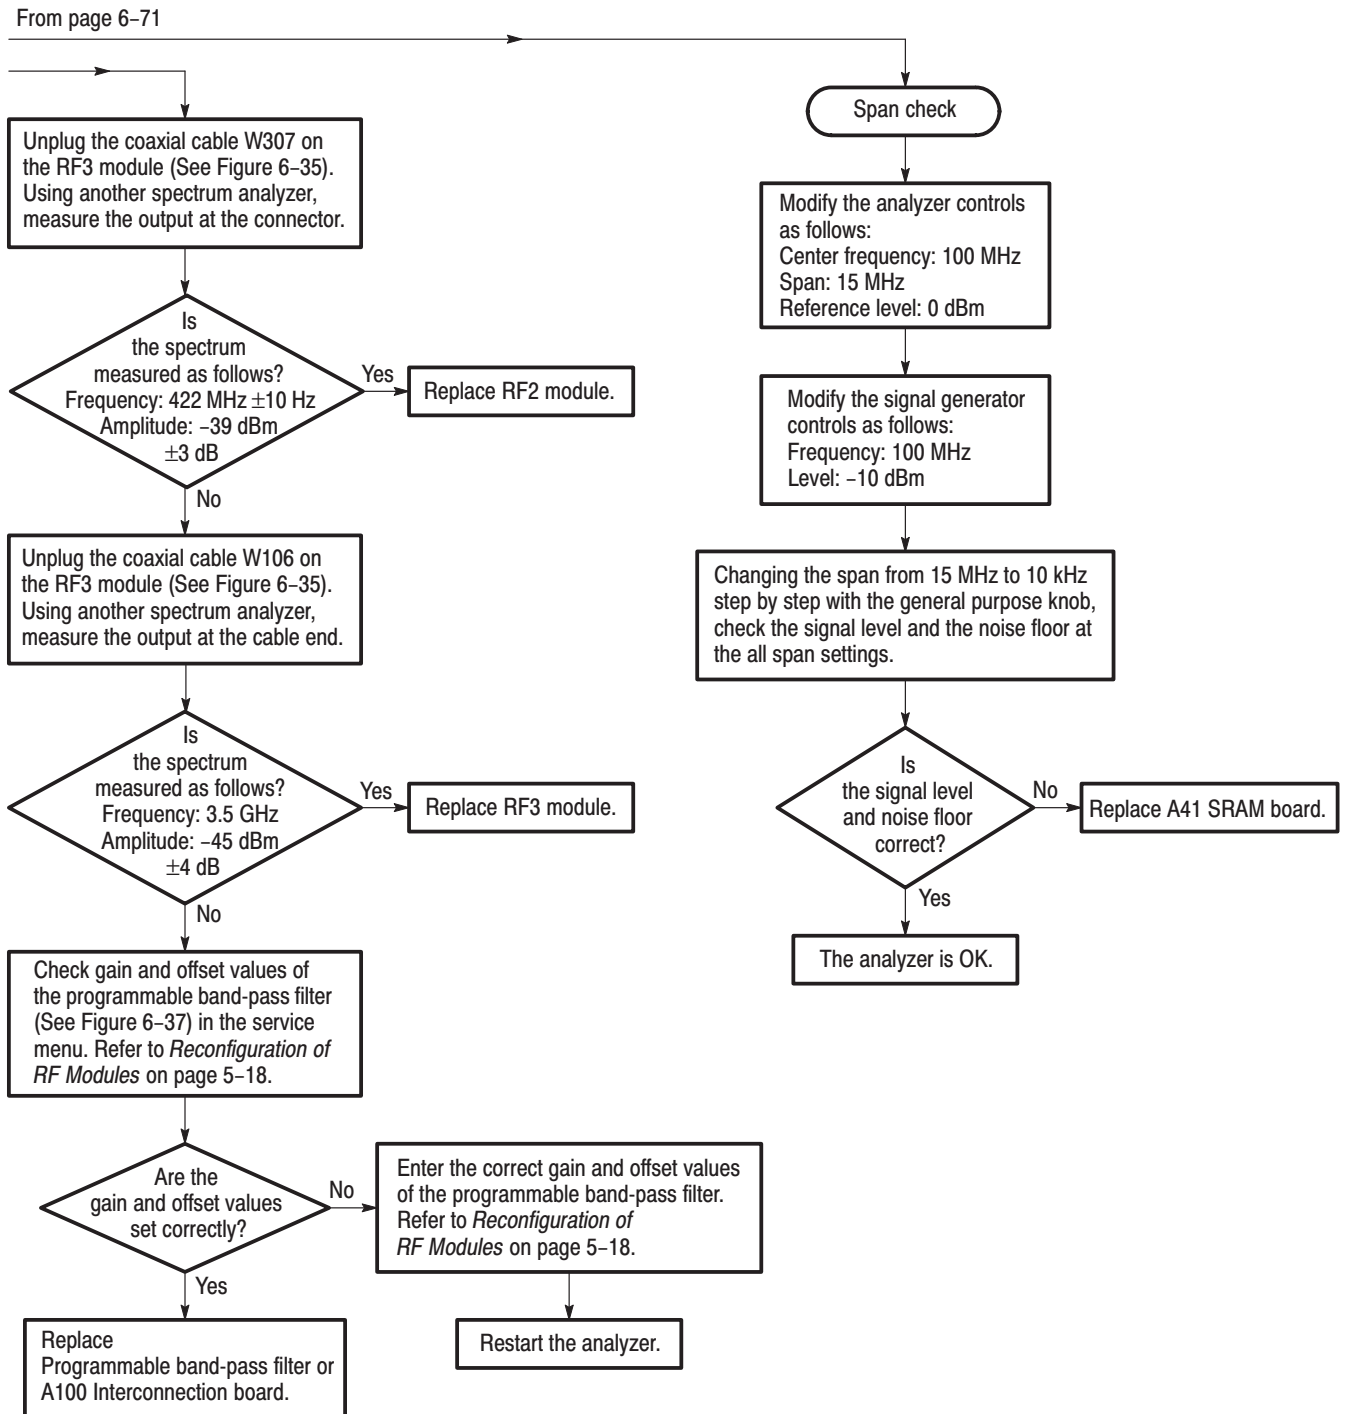 From page 6–71
Unplug the coaxial cable W307 on
the RF3 module (See Figure 6–35).
Using another spectrum analyzer,
measure the output at the connector.
Is
the spectrum
measured as follows?
Frequency: 422 MHz ±10 Hz
Amplitude: –39 dBm
±3 dB
Yes
Replace RF2 module.
No
Unplug the coaxial cable W106 on
the RF3 module (See Figure 6–35).
Using another spectrum analyzer,
measure the output at the cable end.
Is
the spectrum
measured as follows?
Frequency: 3.5 GHz
Amplitude: –45 dBm
±4 dB
Yes
Replace RF3 module.
No
Check gain and offset values of
the programmable band-pass filter
(See Figure 6–37) in the service
menu. Refer to Reconfiguration of
RF Modules on page 5–18.
Are the
gain and offset values
set correctly?
No
Enter the correct gain and offset values
of the programmable band-pass filter.
Refer to Reconfiguration of
RF Modules on page 5–18.
Restart the analyzer.
Yes
Replace
Programmable band-pass filter or
A100 Interconnection board.
Span check
Modify the analyzer controls
as follows:
Center frequency: 100 MHz
Span: 15 MHz
Reference level: 0 dBm
Modify the signal generator
controls as follows:
Frequency: 100 MHz
Level: –10 dBm
Changing the span from 15 MHz to 10 kHz
step by step with the general purpose knob,
check the signal level and the noise floor at
the all span settings.
Is
the signal level
and noise floor
correct?
No
Replace A41 SRAM board.
Yes
The analyzer is OK.